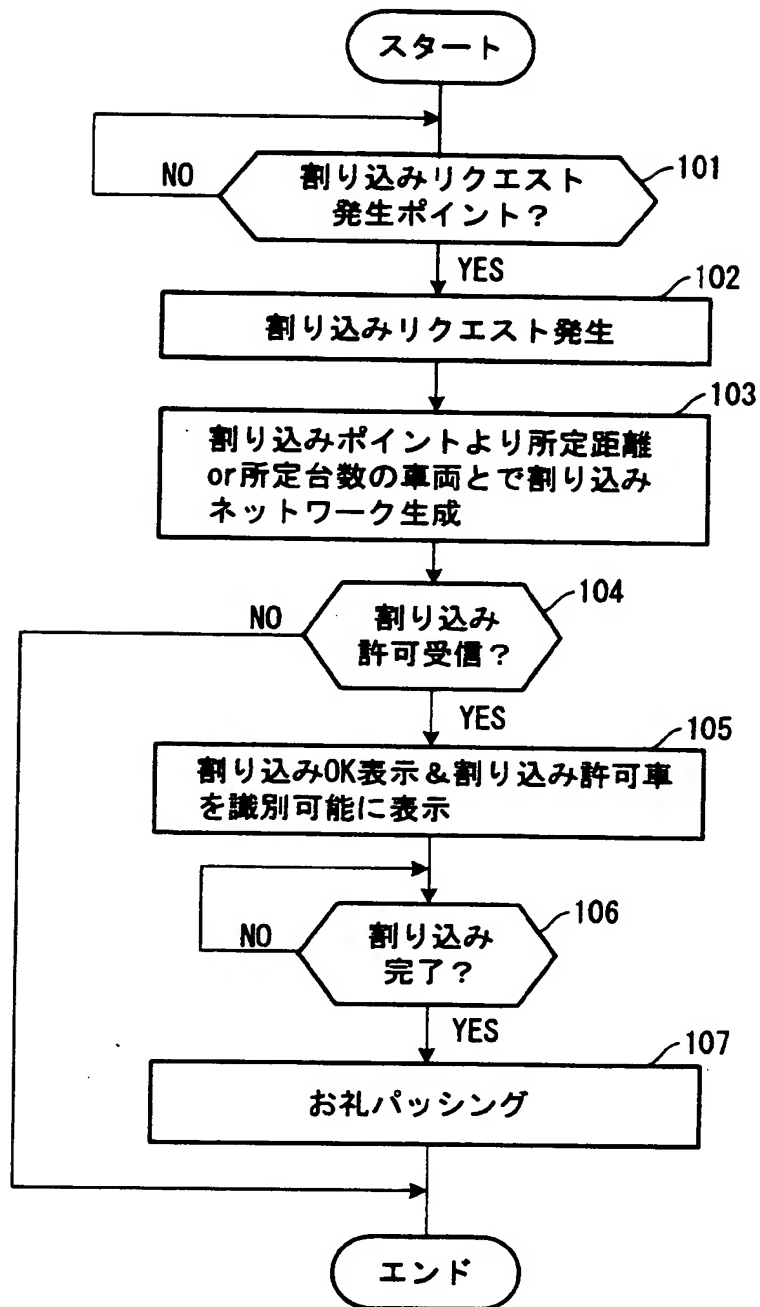 スタート
NO
割り込みリクエスト
発生ポイント?
101
YES
102
割り込みリクエスト発生
103
割り込みポイントより所定距離
or所定台数の車両とで割り込み
ネットワーク生成
NO
割り込み
許可受信?
104
YES
105
割り込みOK表示&割り込み許可車
を識別可能に表示
NO
割り込み
完了?
106
YES
107
お礼パッシング
エンド